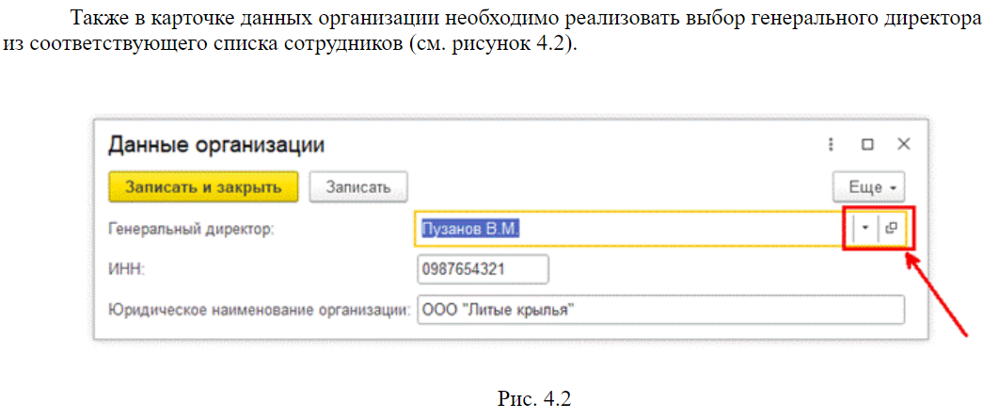 Также в карточке данных организации необходимо реализовать выбор генерального директора
из соответствующего списка сотрудников (см. рисунок 4.2).
Данные организации
Записать и закрыть Записать Еще
Генеральный директор: Пузанов В.М.
ИНН: 0987654321
Юридическое наименование организации: ООО "Литые крылья"
Рис. 4.2